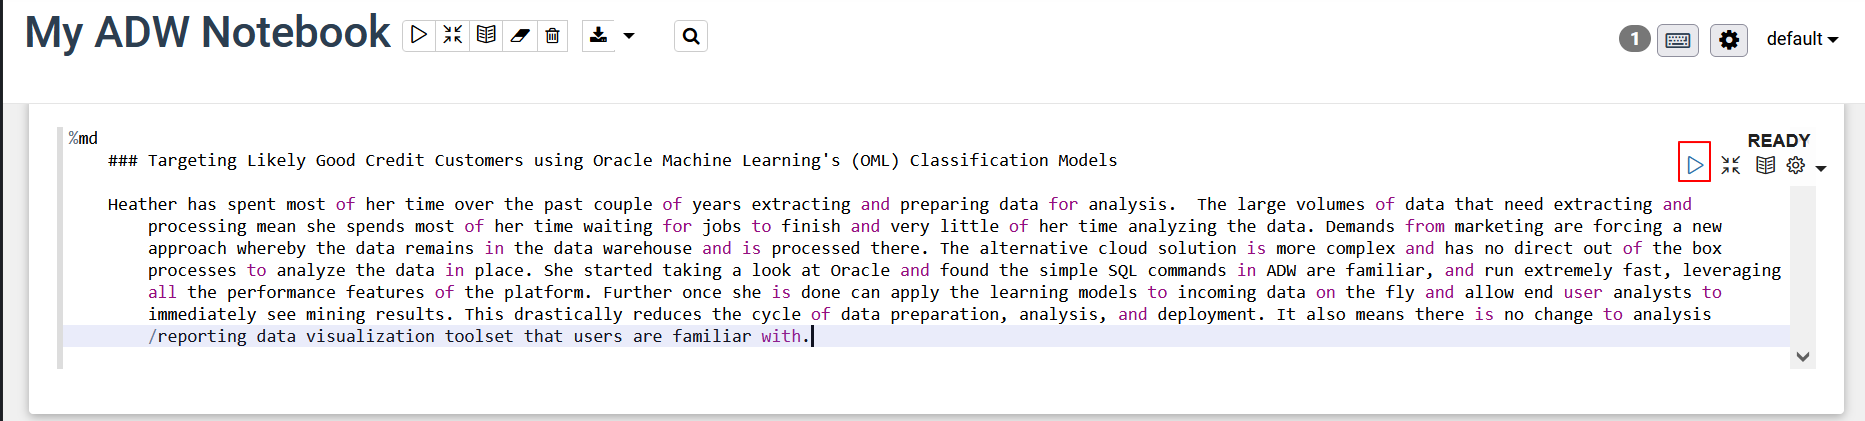 My ADW Notebook
1
default
%md
READY
### Targeting Likely Good Credit Customers using Oracle Machine Learning's (OML) Classification Models
Heather has spent most of her time over the past couple of years extracting and preparing data for analysis.  The large volumes of data that need extracting and
processing mean she spends most of her time waiting for jobs to finish and very little of her time analyzing the data. Demands from marketing are forcing a new
approach whereby the data remains in the data warehouse and is processed there. The alternative cloud solution is more complex and has no direct out of the box
processes to analyze the data in place. She started taking a look at Oracle and found the simple SQL commands in ADW are familiar, and run extremely fast, leveraging
all the performance features of the platform. Further once she is done can apply the learning models to incoming data on the fly and allow end user analysts to
immediately see mining results. This drastically reduces the cycle of data preparation, analysis, and deployment. It also means there is no change to analysis
/reporting data visualization toolset that users are familiar with.